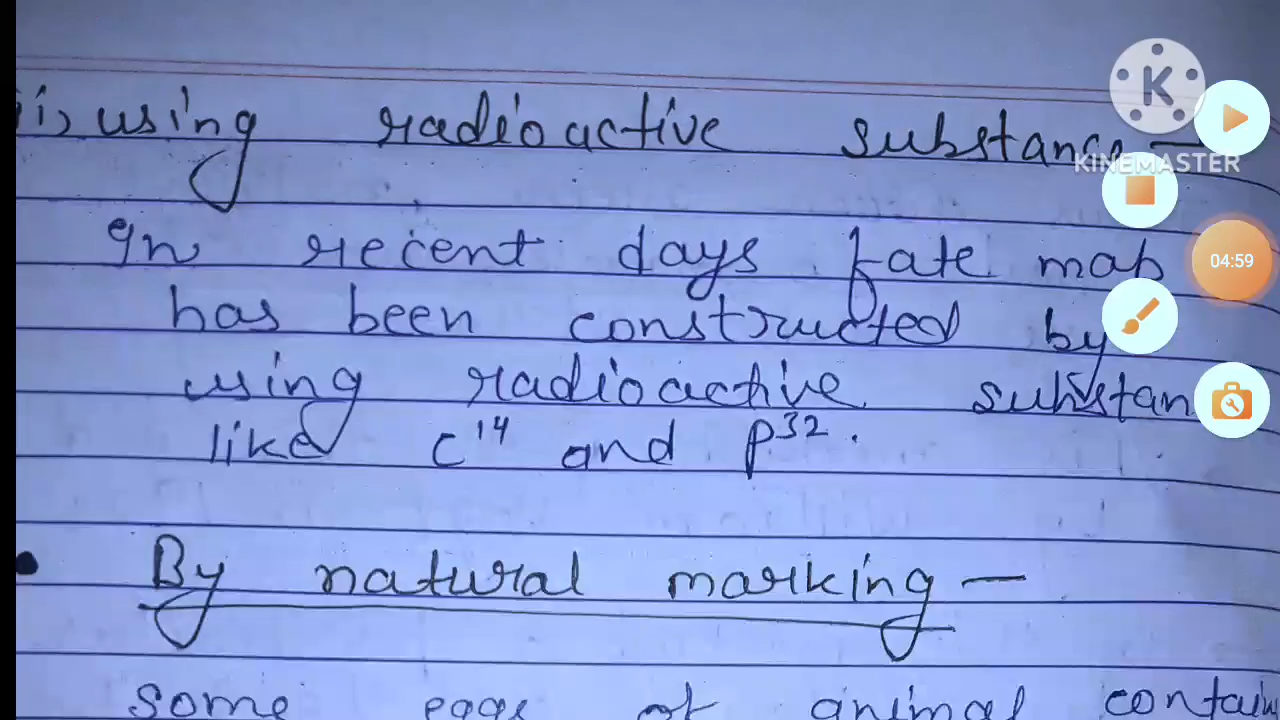 ii, using radioactive substance —
KINEMASTER
In recent days fate map
04:59
has been constructed by
using radioactive substan
like C¹⁴ and P³².
• By natural marking —
some eggs of animal contain